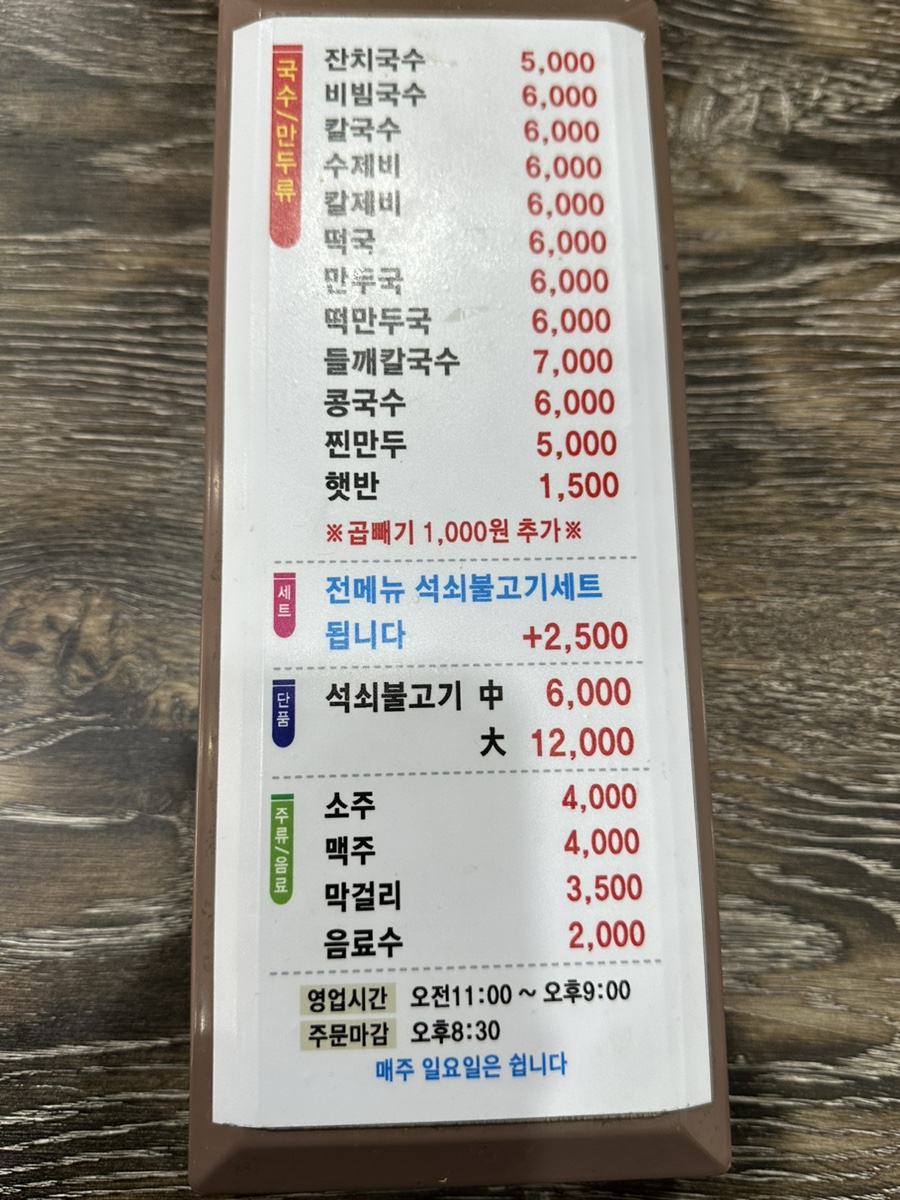 국수/만두류
잔치국수 5,000
비빔국수 6,000
칼국수 6,000
수제비 6,000
칼제비 6,000
떡국 6,000
만두국 6,000
떡만두국 6,000
들깨칼국수 7,000
콩국수 6,000
찐만두 5,000
햇반 1,500
※곱빼기 1,000원 추가※
세트
전메뉴 석쇠불고기세트
됩니다 +2,500
단품
석쇠불고기 中 6,000
大 12,000
주류/음료
소주 4,000
맥주 4,000
막걸리 3,500
음료수 2,000
영업시간 오전11:00 ~ 오후9:00
주문마감 오후8:30
매주 일요일은 쉽니다